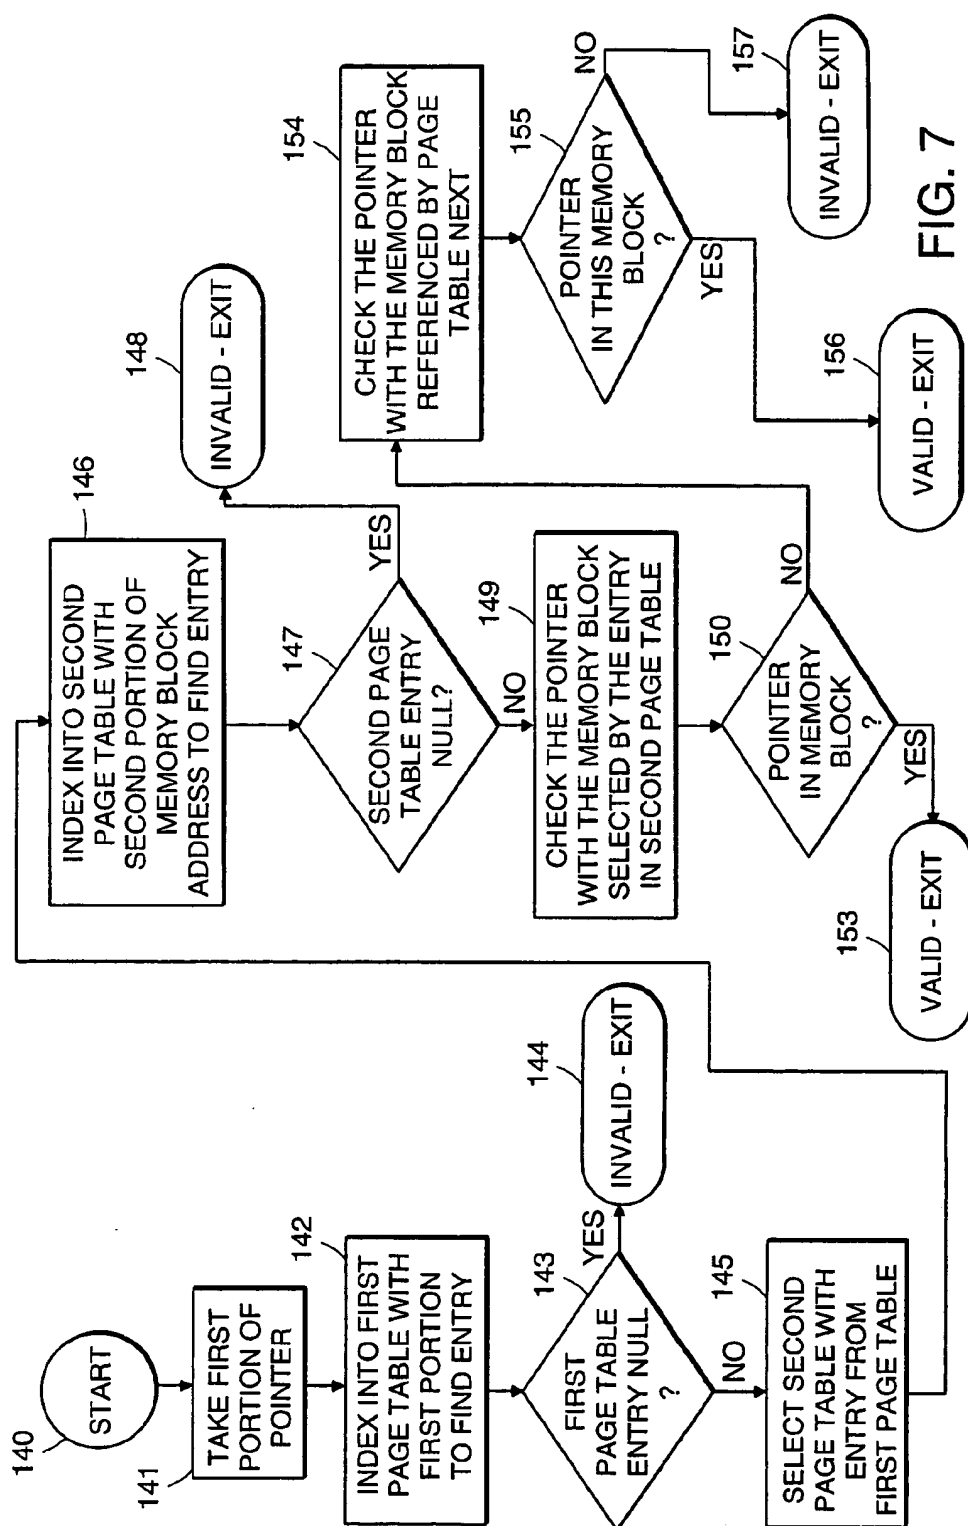 140
START
141
TAKE FIRST
PORTION OF
POINTER
142
INDEX INTO FIRST
PAGE TABLE WITH
FIRST PORTION
TO FIND ENTRY
143
FIRST
PAGE TABLE
ENTRY NULL
?
YES
144
INVALID - EXIT
NO
145
SELECT SECOND
PAGE TABLE WITH
ENTRY FROM
FIRST PAGE TABLE
146
INDEX INTO SECOND
PAGE TABLE WITH
SECOND PORTION OF
MEMORY BLOCK
ADDRESS TO FIND ENTRY
147
SECOND PAGE
TABLE ENTRY
NULL?
YES
148
INVALID - EXIT
NO
149
CHECK THE POINTER
WITH THE MEMORY BLOCK
SELECTED BY THE ENTRY
IN SECOND PAGE TABLE
150
POINTER
IN MEMORY
BLOCK
?
YES
153
VALID - EXIT
NO
154
CHECK THE POINTER
WITH THE MEMORY BLOCK
REFERENCED BY PAGE
TABLE NEXT
155
POINTER
IN THIS MEMORY
BLOCK
?
YES
156
VALID - EXIT
NO
157
INVALID - EXIT
FIG. 7